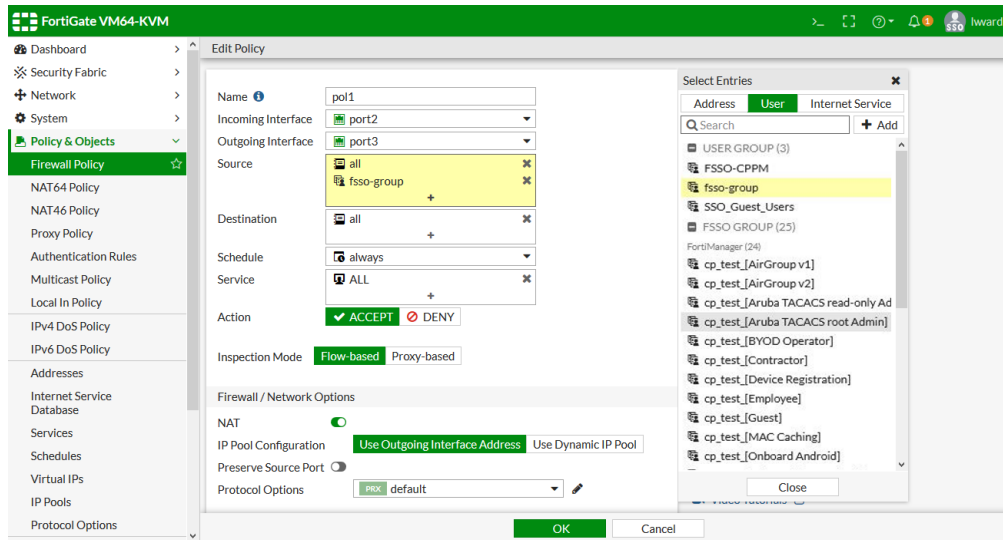 FortiGate VM64-KVM
>_
1
SSO
lward
Dashboard
Security Fabric
Network
System
Policy & Objects
Firewall Policy
NAT64 Policy
NAT46 Policy
Proxy Policy
Authentication Rules
Multicast Policy
Local In Policy
IPv4 DoS Policy
IPv6 DoS Policy
Addresses
Internet Service
Database
Services
Schedules
Virtual IPs
IP Pools
Protocol Options
Edit Policy
Name
pol1
Incoming Interface
port2
Outgoing Interface
port3
Source
all
fsso-group
+
Destination
all
+
Schedule
always
Service
ALL
+
Action
ACCEPT
DENY
Inspection Mode
Flow-based
Proxy-based
Firewall / Network Options
NAT
IP Pool Configuration
Use Outgoing Interface Address
Use Dynamic IP Pool
Preserve Source Port
Protocol Options
PRX default
Select Entries
Address
User
Internet Service
Search
+ Add
USER GROUP (3)
FSSO-CPPM
fsso-group
SSO_Guest_Users
FSSO GROUP (25)
FortiManager (24)
cp_test_[AirGroup v1]
cp_test_[AirGroup v2]
cp_test_[Aruba TACACS read-only Ad
cp_test_[Aruba TACACS root Admin]
cp_test_[BYOD Operator]
cp_test_[Contractor]
cp_test_[Device Registration]
cp_test_[Employee]
cp_test_[Guest]
cp_test_[MAC Caching]
cp_test_[Onboard Android]
Close
OK
Cancel